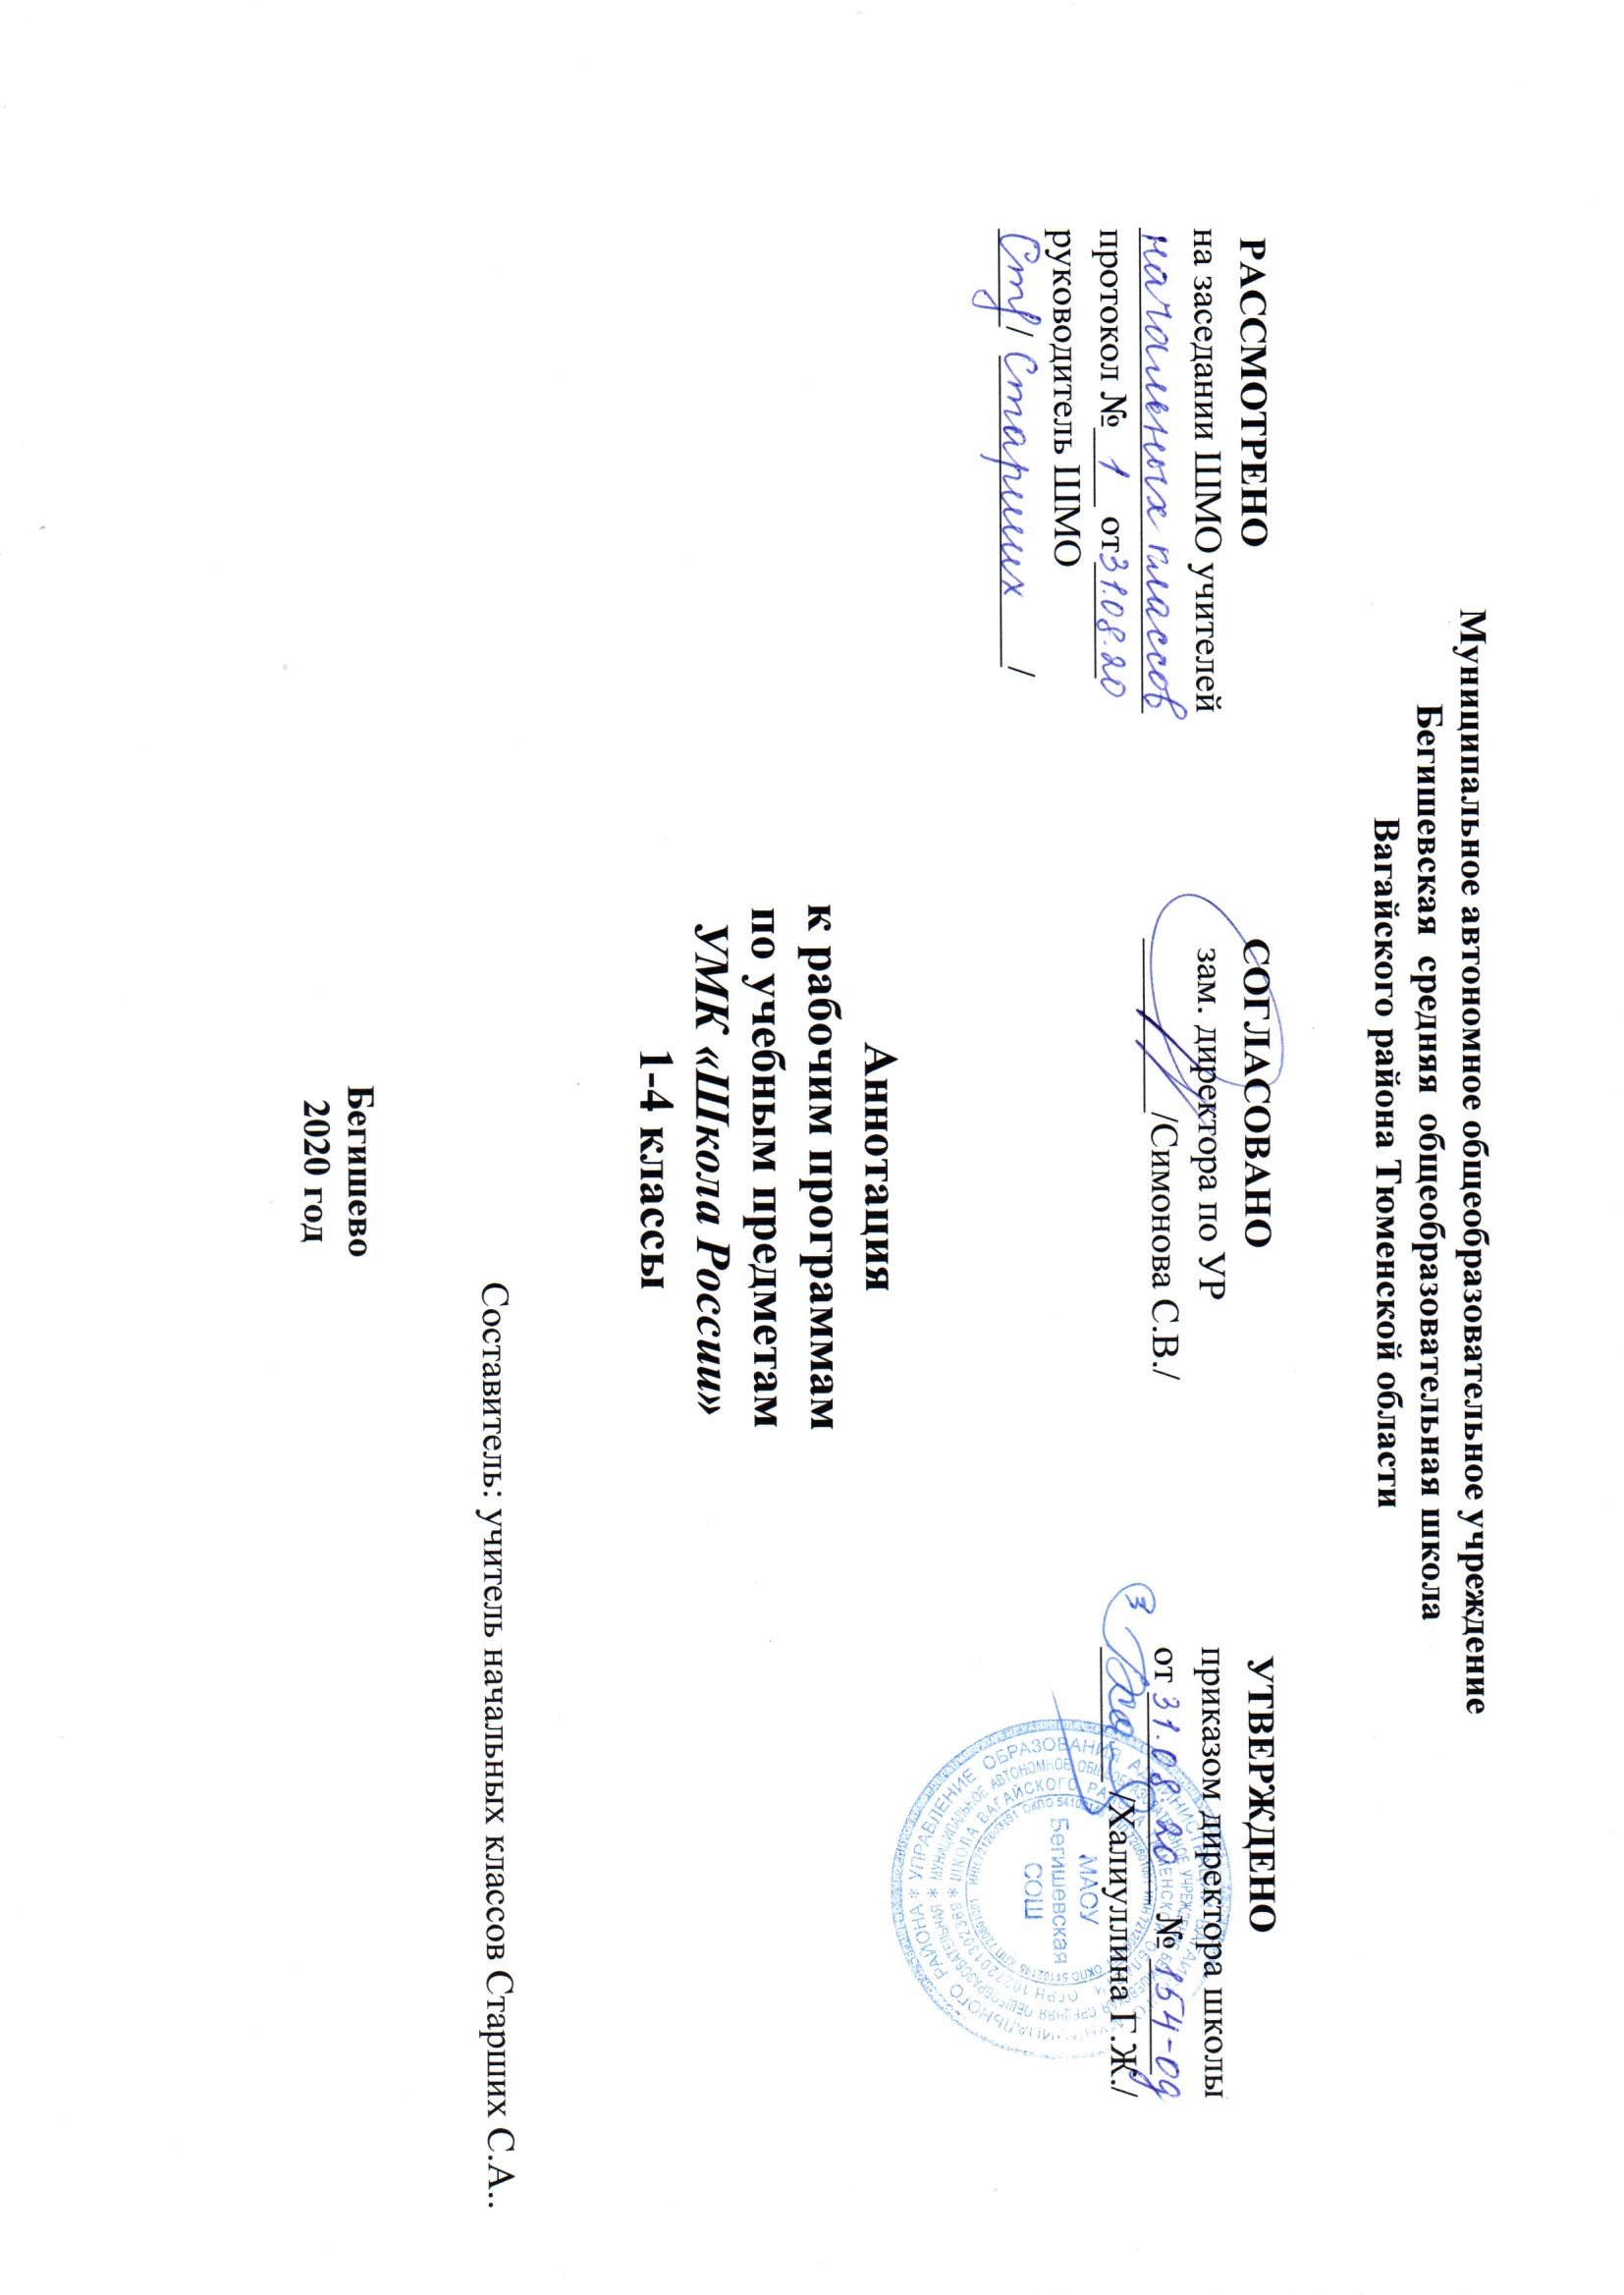 Муниципальное автономное общеобразовательное учреждение
Бегишевская средняя общеобразовательная школа
Вагайского района Тюменской области
РАССМОТРЕНО
на заседании ШМО учителей
начальных классов
протокол № 1 от 31.08.20
руководитель ШМО
/ Старших /
СОГЛАСОВАНО
зам. директора по УР
/Симонова С.В./
УТВЕРЖДЕНО
приказом директора школы
от 31.08.20 № 154-од
/Халиуллина Г.Ж./
МАОУ
Бегишевская
СОШ
Аннотация
к рабочим программам
по учебным предметам
УМК «Школа России»
1-4 классы
Составитель: учитель начальных классов Старших С.А..
Бегишево
2020 год